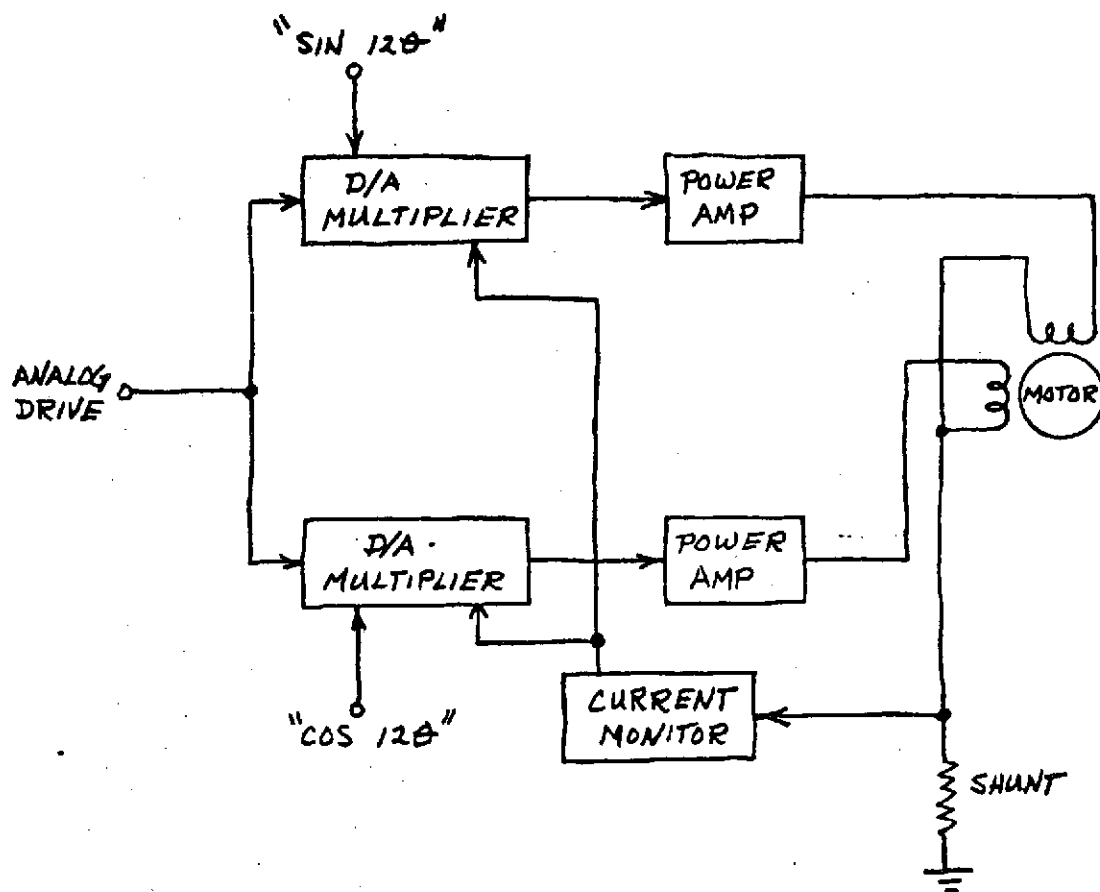 "SIN 12θ"
D/A
MULTIPLIER
POWER
AMP
ANALOG
DRIVE
MOTOR
D/A
MULTIPLIER
POWER
AMP
"COS 12θ"
CURRENT
MONITOR
SHUNT